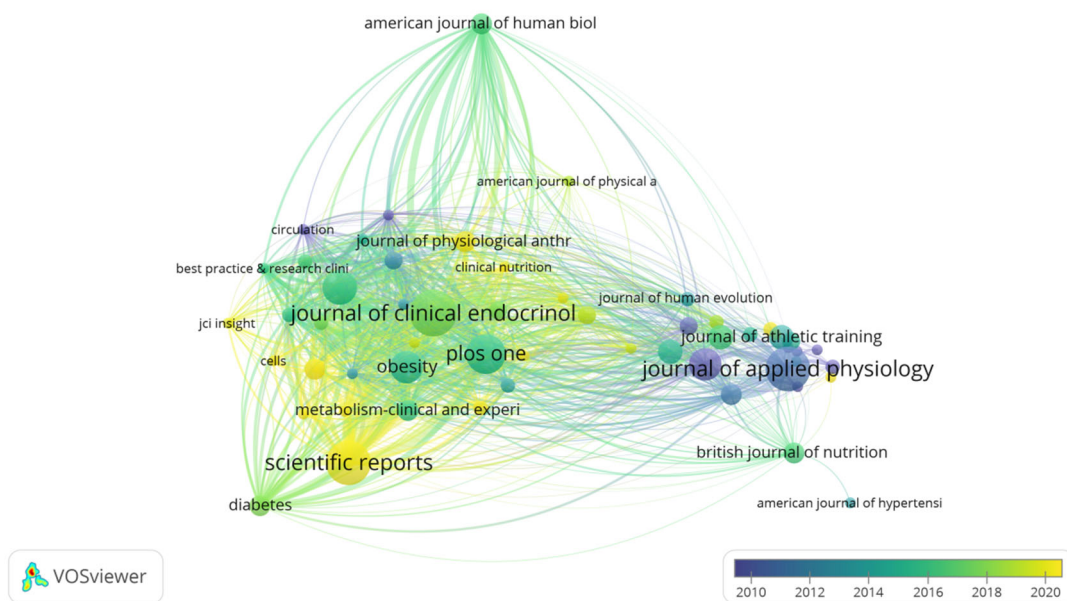 american journal of human biol
american journal of physical a
circulation
journal of physiological anthr
best practice & research clini
clinical nutrition
journal of human evolution
journal of clinical endocrinol
jci insight
journal of athletic training
plos one
cells
obesity
journal of applied physiology
metabolism-clinical and experi
british journal of nutrition
scientific reports
diabetes
american journal of hypertensi
VOSviewer
2010 2012 2014 2016 2018 2020